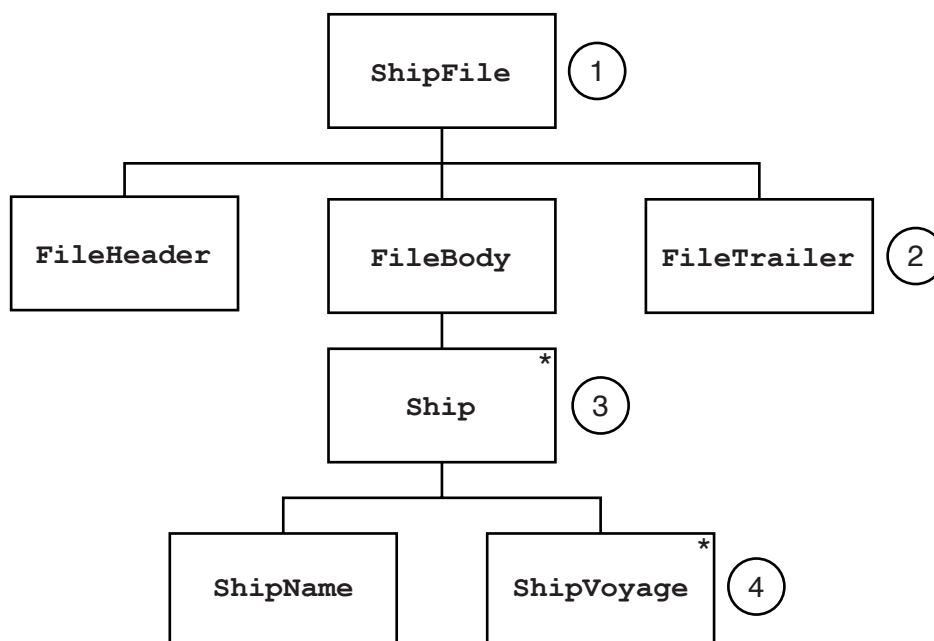 ShipFile 1
FileHeader FileBody FileTrailer 2
*
Ship 3
*
ShipName ShipVoyage 4